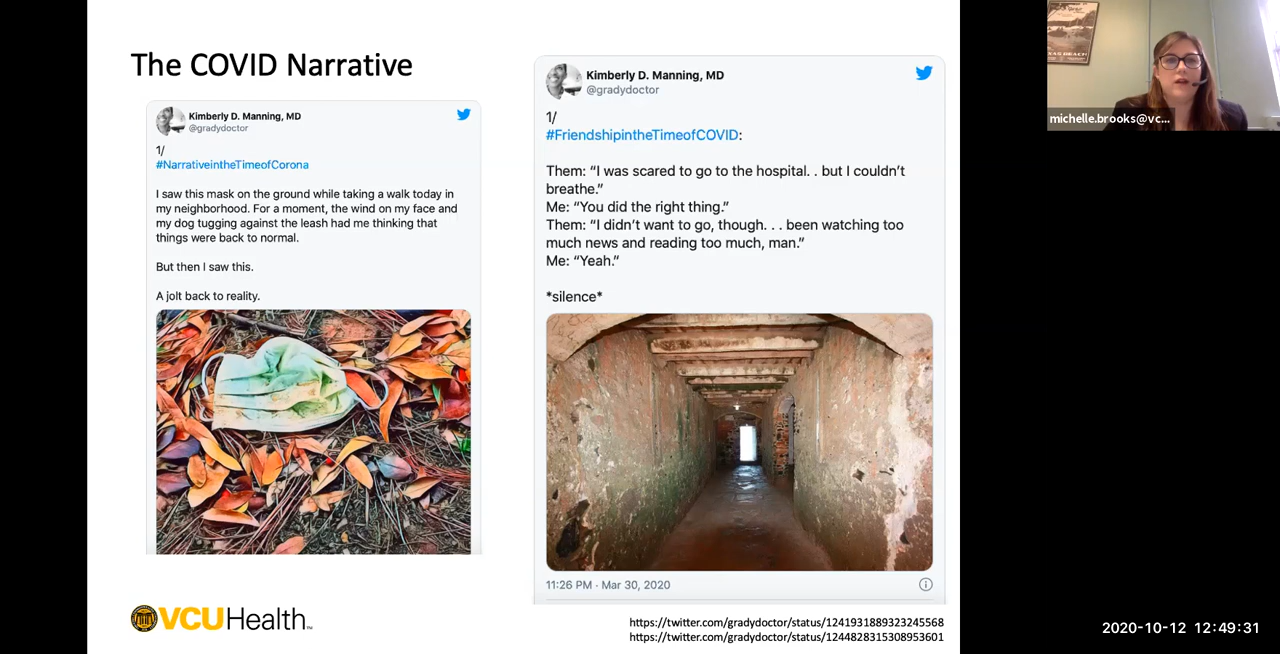 The COVID Narrative
Kimberly D. Manning, MD
@gradydoctor
1/
#NarrativeintheTimeofCorona
I saw this mask on the ground while taking a walk today in
my neighborhood. For a moment, the wind on my face and
my dog tugging against the leash had me thinking that
things were back to normal.
But then I saw this.
A jolt back to reality.
Kimberly D. Manning, MD
@gradydoctor
1/
#FriendshipintheTimeofCOVID:
Them: “I was scared to go to the hospital. . but I couldn’t
breathe.”
Me: “You did the right thing.”
Them: “I didn’t want to go, though. . . been watching too
much news and reading too much, man.”
Me: “Yeah.”
*silence*
11:26 PM · Mar 30, 2020
VCUHealth™
https://twitter.com/gradydoctor/status/1241931889323245568
https://twitter.com/gradydoctor/status/1244828315308953601
michelle.brooks@vc...
2020-10-12 12:49:31